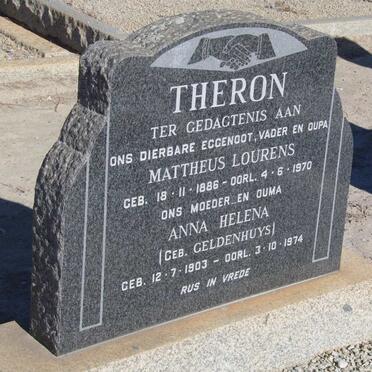 THERON
TER GEDAGTENIS AAN
ONS DIERBARE EGGENOOT, VADER EN OUPA
MATTHEUS LOURENS
GEB. 18·11·1886 - OORL. 4·6·1970
ONS MOEDER EN OUMA
ANNA HELENA
(GEB. GELDENHUYS)
GEB. 12·7·1903 - OORL. 3·10·1974
RUS IN VREDE